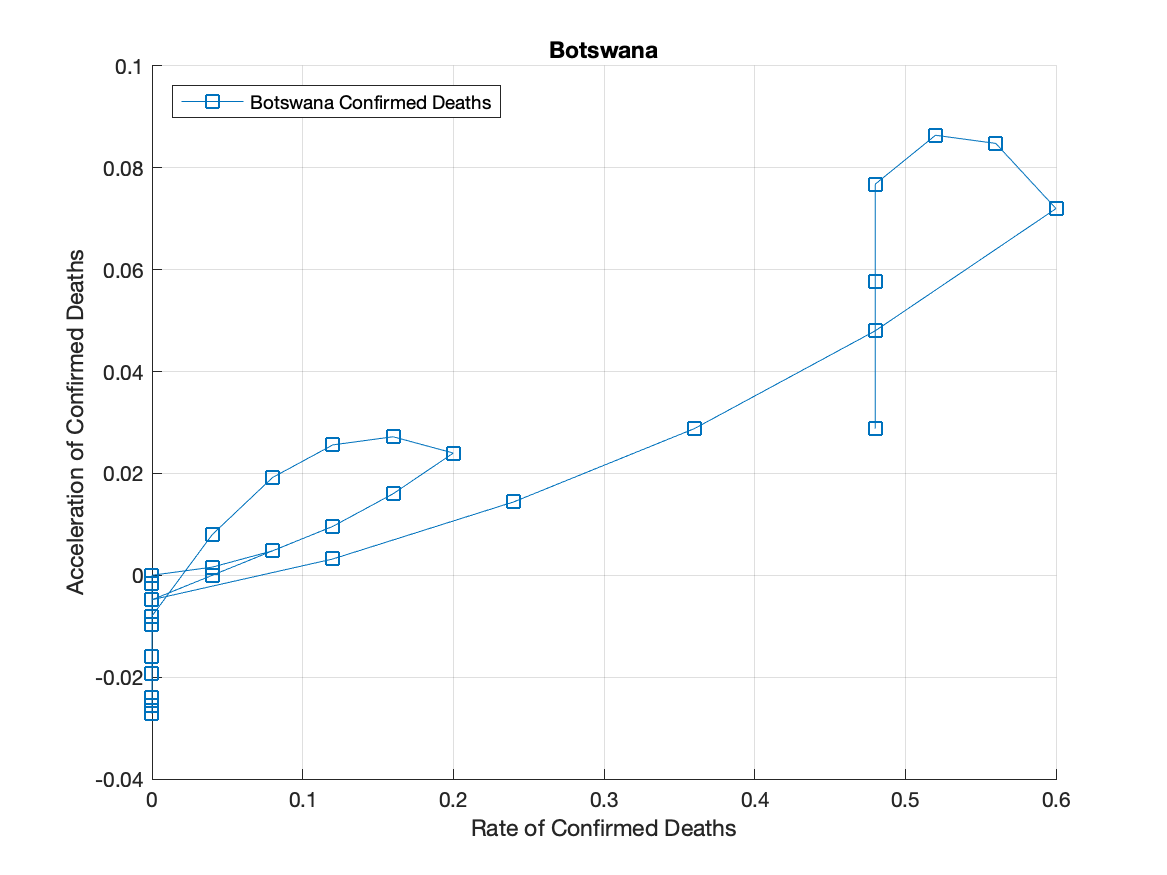 Botswana
Botswana Confirmed Deaths
0.1
0.08
0.06
0.04
0.02
0
-0.02
-0.04
Acceleration of Confirmed Deaths
0 0.1 0.2 0.3 0.4 0.5 0.6
Rate of Confirmed Deaths